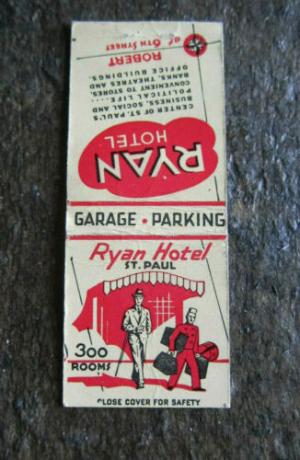 RYAN
HOTEL
CENTER OF ST. PAUL'S
BUSINESS, SOCIAL AND
POLITICAL LIFE....
CONVENIENT TO STORES,
BANKS, THEATRES AND
OFFICE BUILDINGS.
ROBERT
at 6TH STREET
GARAGE • PARKING
Ryan Hotel
ST. PAUL
300
ROOMS
CLOSE COVER FOR SAFETY